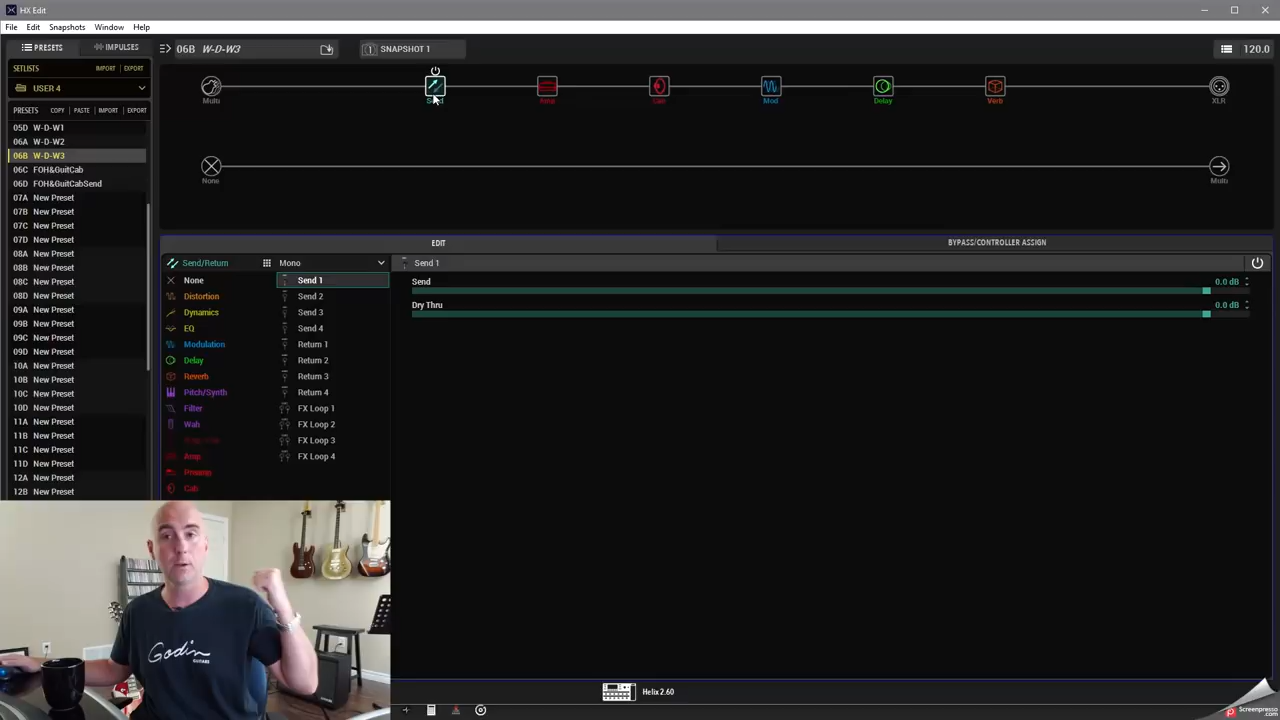 HX Edit
File Edit Snapshots Window Help
PRESETS IMPULSES
06B W-D-W3
1 SNAPSHOT 1
120.0
SETLISTS IMPORT EXPORT
USER 4
PRESETS COPY PASTE IMPORT EXPORT
05D W-D-W1
06A W-D-W2
06B W-D-W3
06C FOH&GuitCab
06D FOH&GuitCabSend
07A New Preset
07B New Preset
07C New Preset
07D New Preset
08A New Preset
08B New Preset
08C New Preset
08D New Preset
09A New Preset
09B New Preset
09C New Preset
09D New Preset
10A New Preset
10B New Preset
10C New Preset
10D New Preset
11A New Preset
11B New Preset
11C New Preset
11D New Preset
12A New Preset
12B New Preset
Multi Send Amp Cab Mod Delay Verb XLR
None Multi
EDIT BYPASS/CONTROLLER ASSIGN
Send/Return Mono
None
Distortion
Dynamics
EQ
Modulation
Delay
Reverb
Pitch/Synth
Filter
Wah
Amp
Preamp
Cab
Send 1
Send 2
Send 3
Send 4
Return 1
Return 2
Return 3
Return 4
FX Loop 1
FX Loop 2
FX Loop 3
FX Loop 4
Send 1
Send 0.0 dB
Dry Thru 0.0 dB
Godin
GUITARS
Helix 2.60
Screenpresso
.com